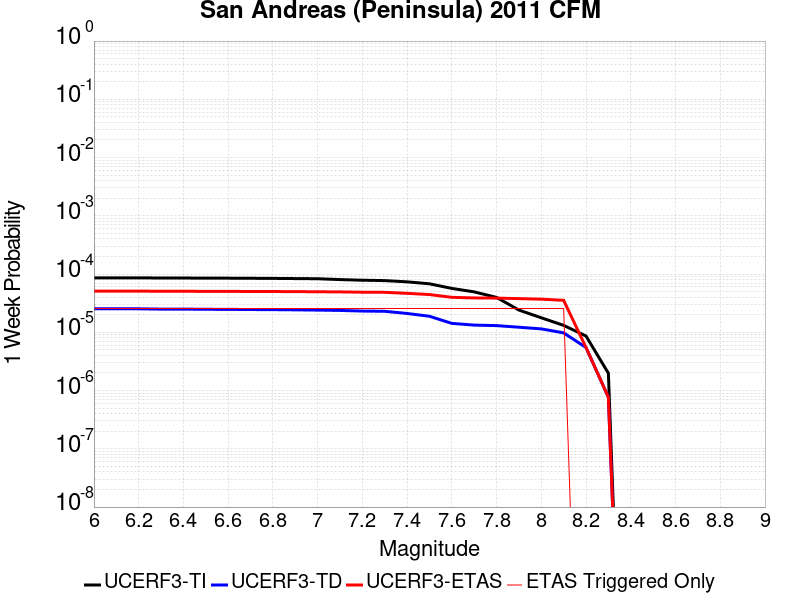 San Andreas (Peninsula) 2011 CFM
10^0
10^-1
10^-2
10^-3
10^-4
10^-5
10^-6
10^-7
10^-8
1 Week Probability
6 6.2 6.4 6.6 6.8 7 7.2 7.4 7.6 7.8 8 8.2 8.4 8.6 8.8 9
Magnitude
UCERF3-TI UCERF3-TD UCERF3-ETAS ETAS Triggered Only